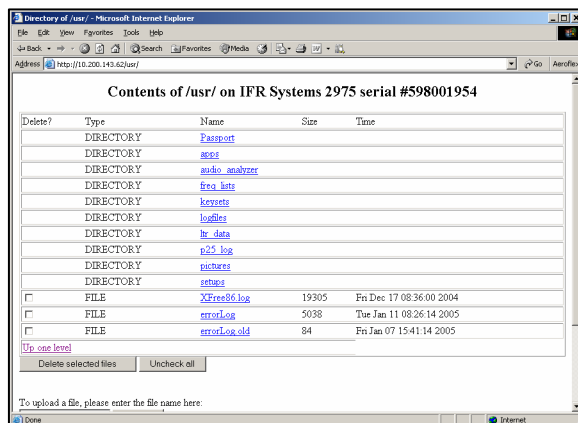 Directory of /usr/ - Microsoft Internet Explorer
File Edit View Favorites Tools Help
Back Search Favorites Media
Address http://10.200.143.62/usr/ Go Aeroflex
Contents of /usr/ on IFR Systems 2975 serial #598001954
Delete? Type Name Size Time
DIRECTORY Passport
DIRECTORY apps
DIRECTORY audio_analyzer
DIRECTORY freq_lists
DIRECTORY keysets
DIRECTORY logfiles
DIRECTORY ltr_data
DIRECTORY p25_log
DIRECTORY pictures
DIRECTORY setups
FILE XFree86.log 19305 Fri Dec 17 08:36:00 2004
FILE errorLog 5038 Tue Jan 11 08:26:14 2005
FILE errorLog.old 84 Fri Jan 07 15:41:14 2005
Up one level
Delete selected files Uncheck all
To upload a file, please enter the file name here:
Done Internet